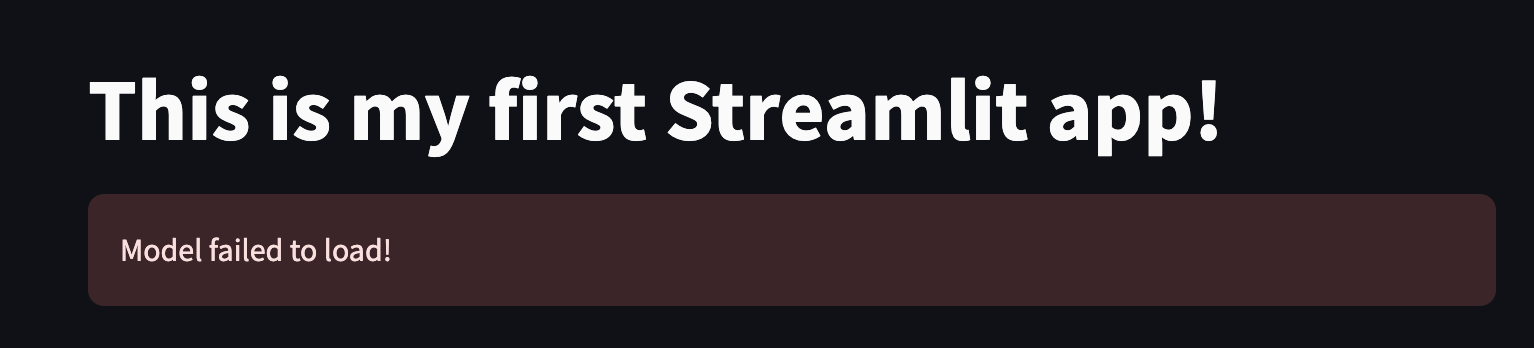 This is my first Streamlit app!
Model failed to load!